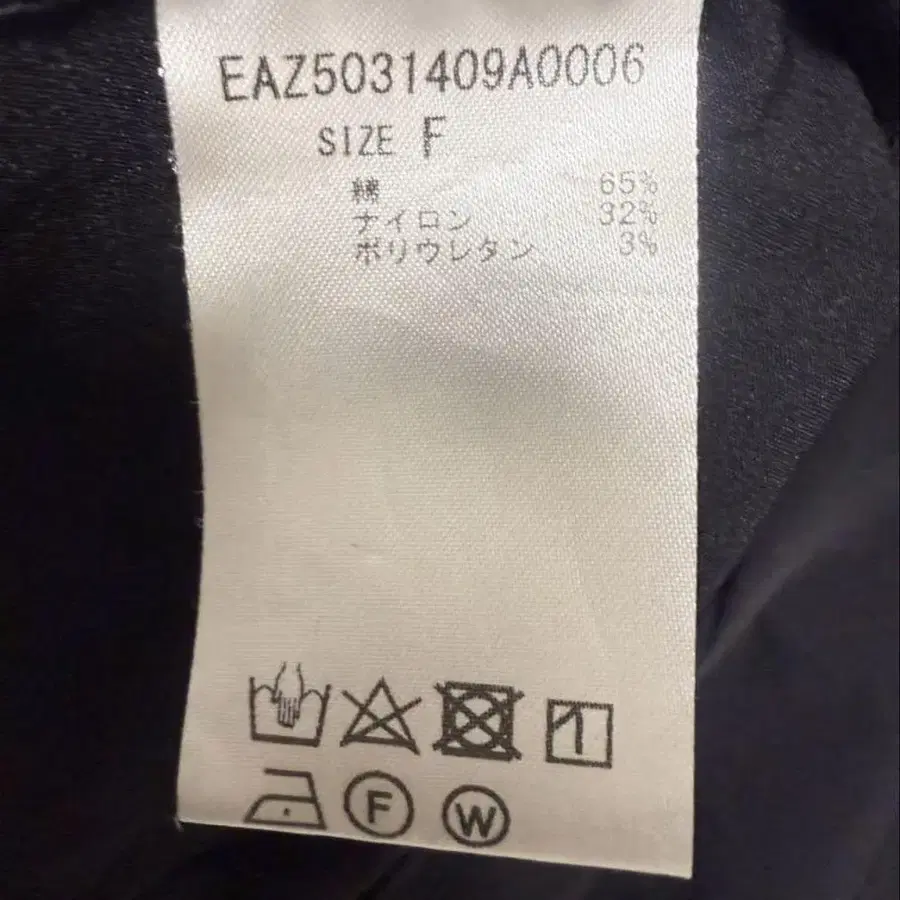 EAZ5031409A0006
SIZE F
綿 65%
ナイロン 32%
ポリウレタン 3%
F W